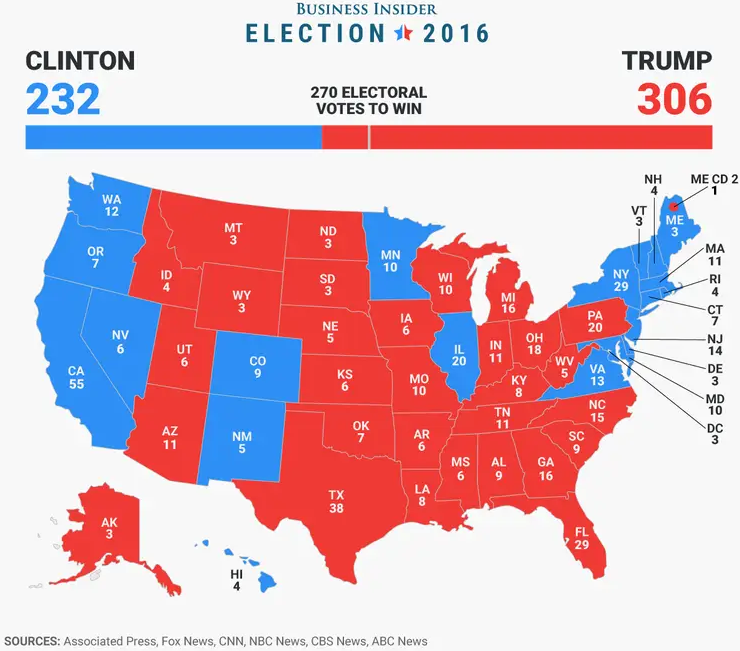 BUSINESS INSIDER
ELECTION 2016
CLINTON
232
270 ELECTORAL
VOTES TO WIN
TRUMP
306
WA
12
OR
7
CA
55
NV
6
ID
4
MT
3
WY
3
UT
6
CO
9
AZ
11
NM
5
ND
3
SD
3
NE
5
KS
6
OK
7
TX
38
MN
10
IA
6
MO
10
AR
6
LA
8
WI
10
IL
20
MI
16
IN
11
OH
18
KY
8
TN
11
MS
6
AL
9
GA
16
FL
29
SC
9
NC
15
VA
13
WV
5
PA
20
NY
29
VT
3
NH
4
ME CD 2
1
ME
3
MA
11
RI
4
CT
7
NJ
14
DE
3
MD
10
DC
3
AK
3
HI
4
SOURCES: Associated Press, Fox News, CNN, NBC News, CBS News, ABC News